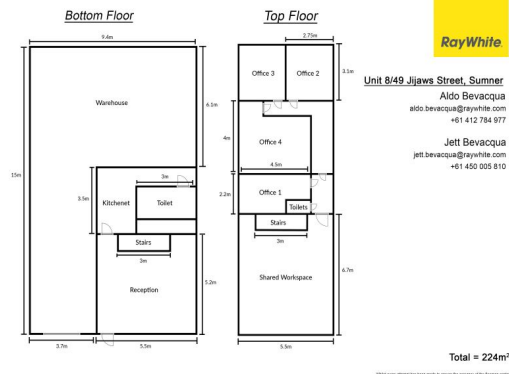 Bottom Floor
9.4m
Warehouse
6.1m
15m
3.5m
3m
Kitchenet
Toilet
Stairs
3m
Reception
5.2m
3.7m
5.5m
Top Floor
2.75m
Office 3
Office 2
3.1m
4m
Office 4
4.5m
2.2m
Office 1
Toilets
Stairs
3m
Shared Workspace
6.7m
5.5m
RayWhite.
Unit 8/49 Jijaws Street, Sumner
Aldo Bevacqua
aldo.bevacqua@raywhite.com
+61 412 784 977
Jett Bevacqua
jett.bevacqua@raywhite.com
+61 450 005 810
Total = 224m²